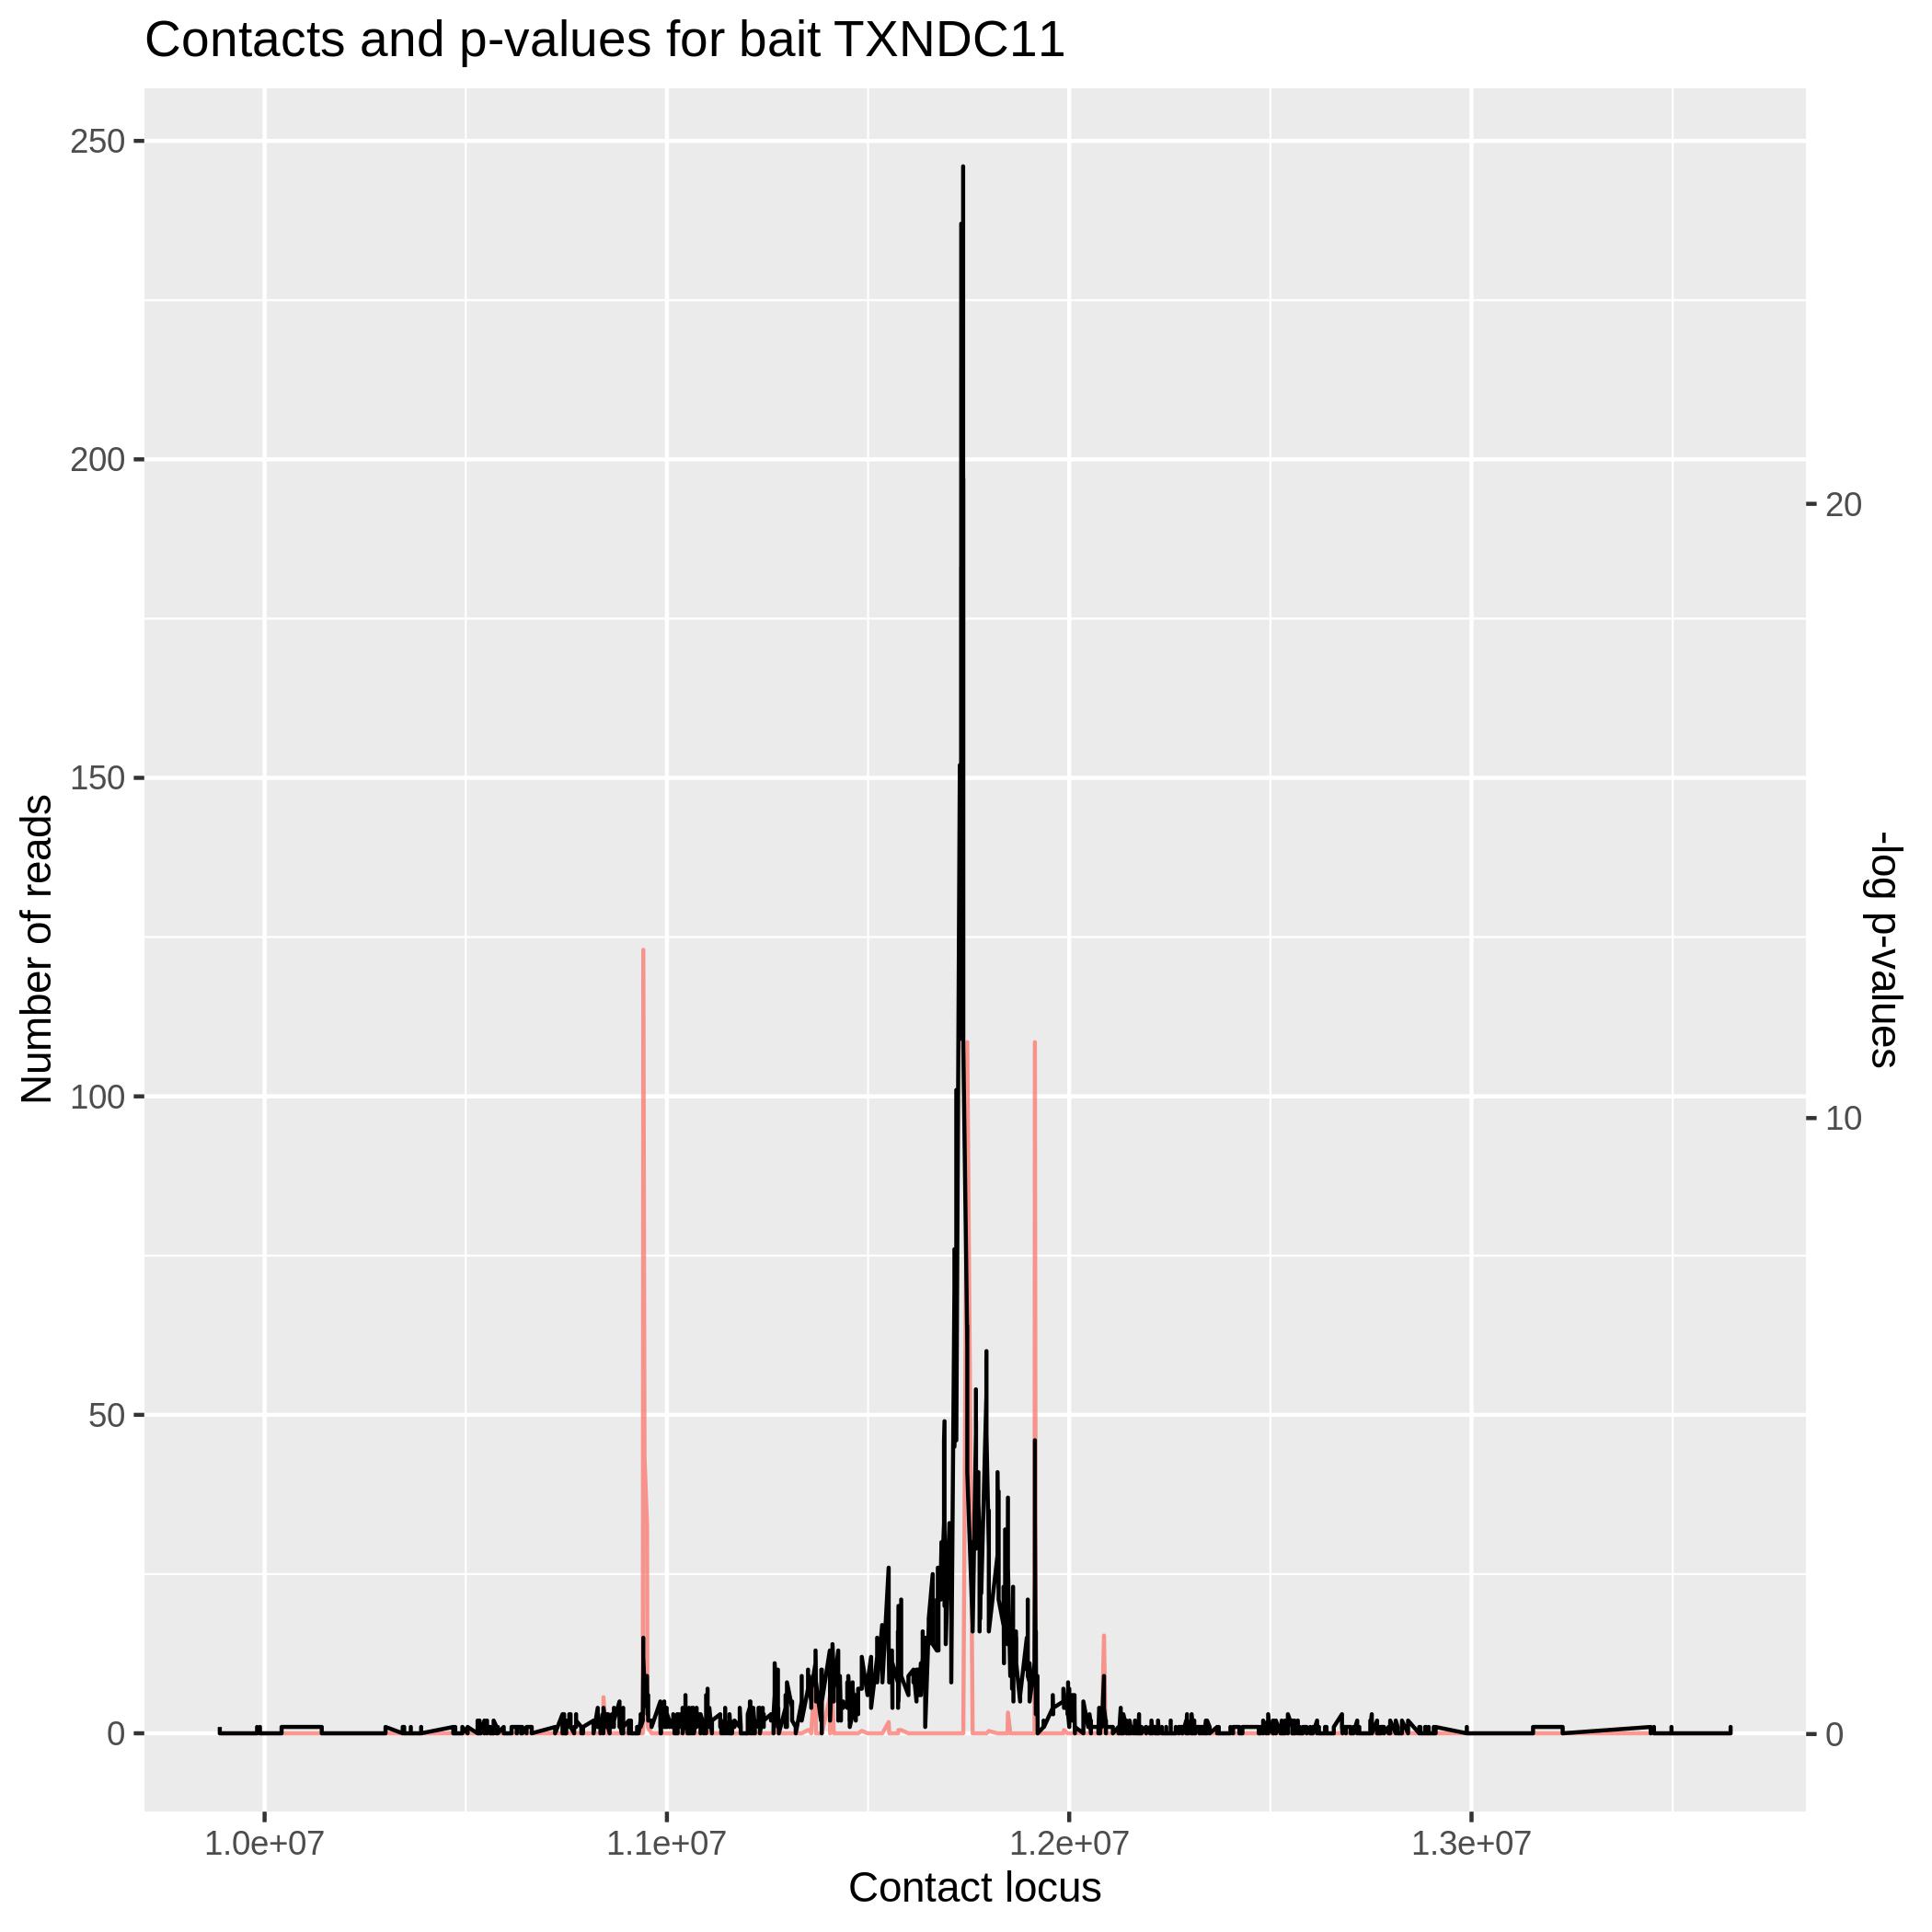 Contacts and p-values for bait TXNDC11
250
200
150
100
50
0
Number of reads
20
10
0
-log p-values
1.0e+07
1.1e+07
1.2e+07
1.3e+07
Contact locus